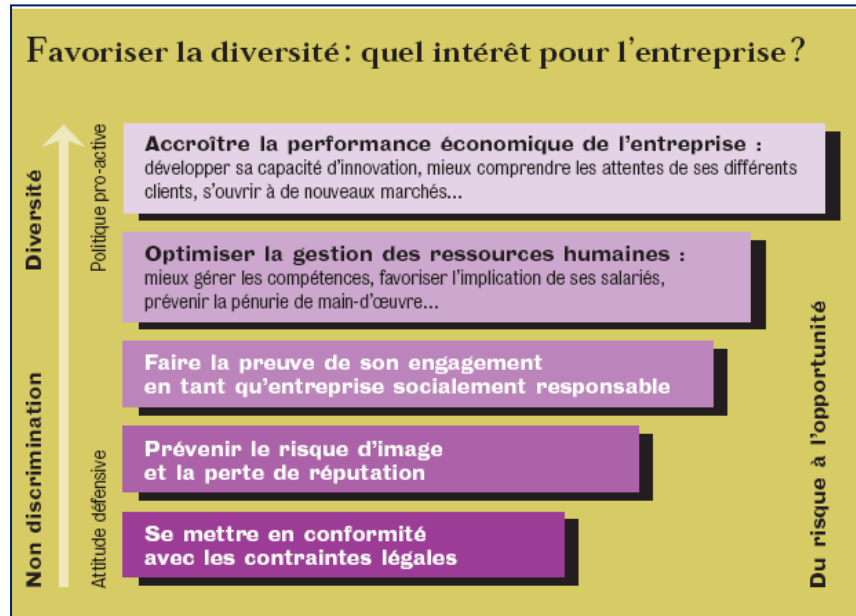 Favoriser la diversité : quel intérêt pour l'entreprise ?
Diversité
Politique pro-active
Accroître la performance économique de l'entreprise :
développer sa capacité d'innovation, mieux comprendre les attentes de ses différents
clients, s'ouvrir à de nouveaux marchés...
Optimiser la gestion des ressources humaines :
mieux gérer les compétences, favoriser l'implication de ses salariés,
prévenir la pénurie de main-d'œuvre...
Faire la preuve de son engagement
en tant qu'entreprise socialement responsable
Non discrimination
Attitude défensive
Prévenir le risque d'image
et la perte de réputation
Se mettre en conformité
avec les contraintes légales
Du risque à l'opportunité